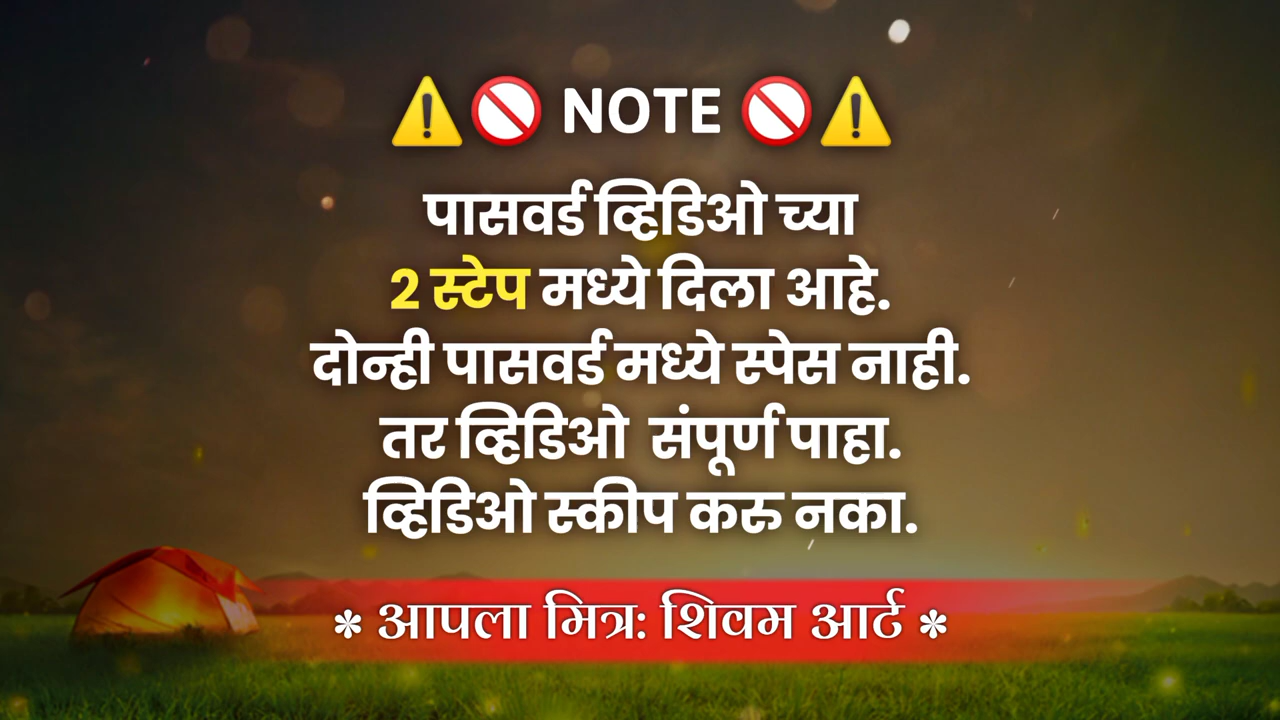 ⚠️🚫 NOTE 🚫⚠️
पासवर्ड व्हिडिओ च्या
2 स्टेप मध्ये दिला आहे.
दोन्ही पासवर्ड मध्ये स्पेस नाही.
तर व्हिडिओ संपूर्ण पाहा.
व्हिडिओ स्कीप करु नका.
* आपला मित्र: शिवम आर्ट *